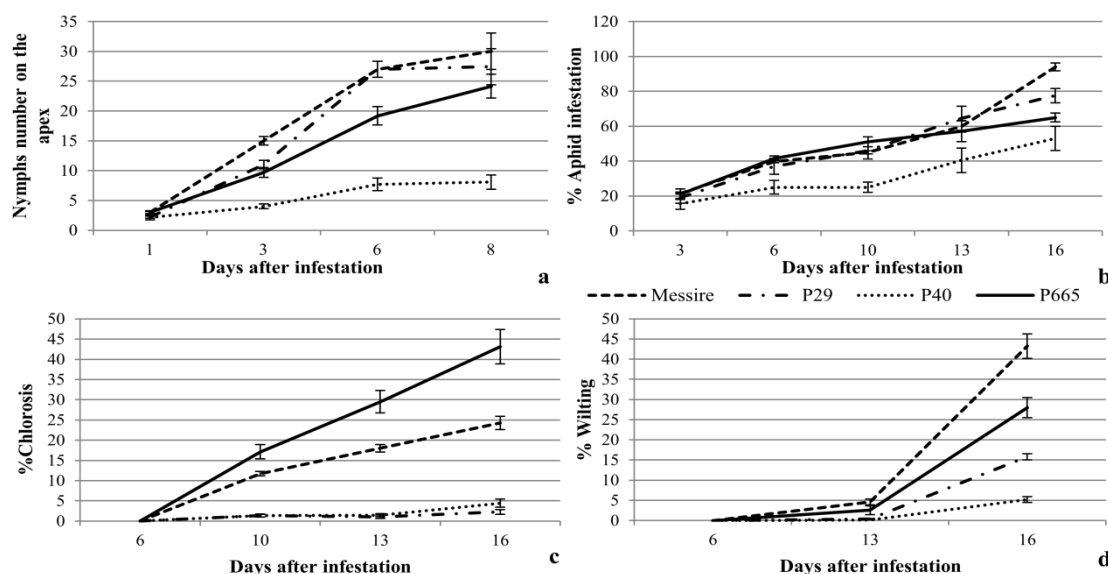 Nymphs number on the
apex
35
30
25
20
15
10
5
0
1 3 6 8
Days after infestation
a
% Aphid infestation
120
100
80
60
40
20
0
3 6 10 13 16
Days after infestation
b
Messire P29 P40 P665
%Chlorosis
50
45
40
35
30
25
20
15
10
5
0
6 10 13 16
Days after infestation
c
% Wilting
50
45
40
35
30
25
20
15
10
5
0
6 13 16
Days after infestation
d